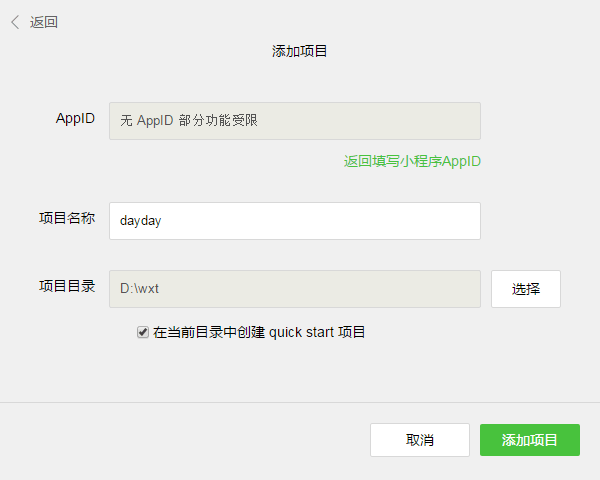 返回
添加项目
AppID
无 AppID 部分功能受限
返回填写小程序AppID
项目名称
dayday
项目目录
D:\wxt
选择
在当前目录中创建 quick start 项目
取消
添加项目